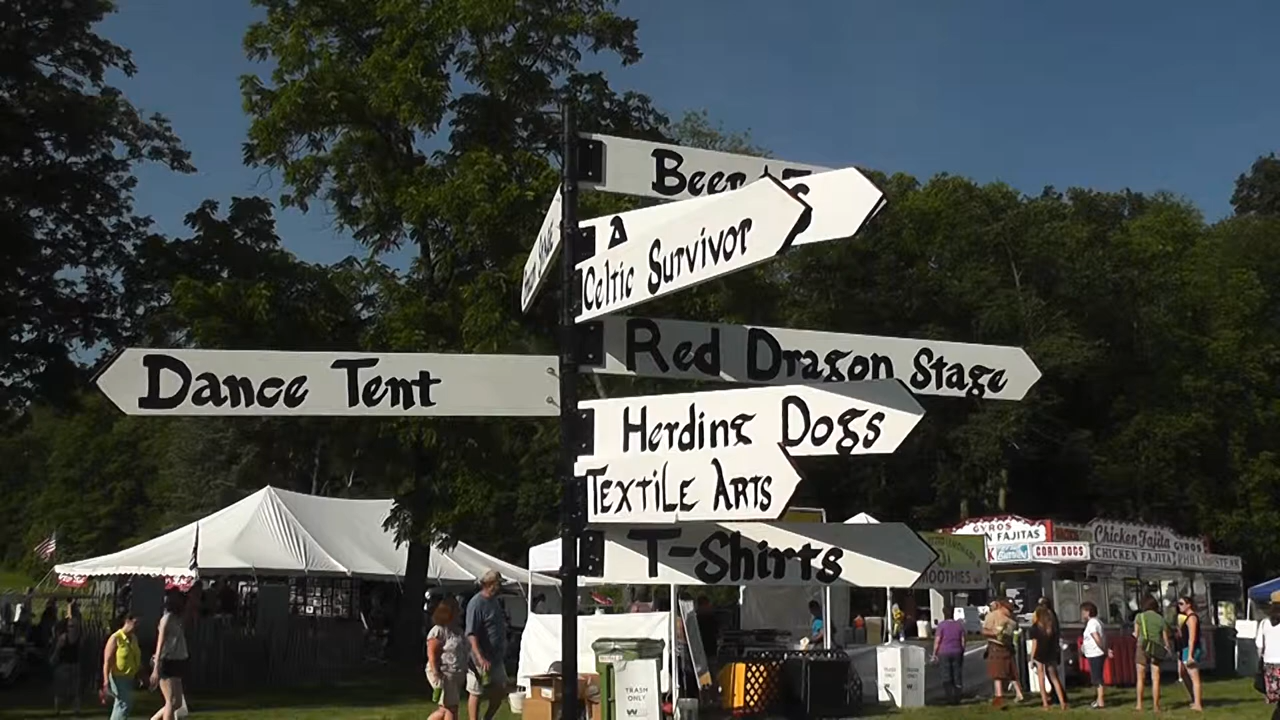 Beer
A
Celtic Survivor
Red Dragon Stage
Dance Tent
Herding Dogs
Textile Arts
T-Shirts
GYROS
FAJITAS
CORN DOGS
Chicken Fajita
GYROS
CHICKEN FAJITA
SMOOTHIES
TRASH
ONLY